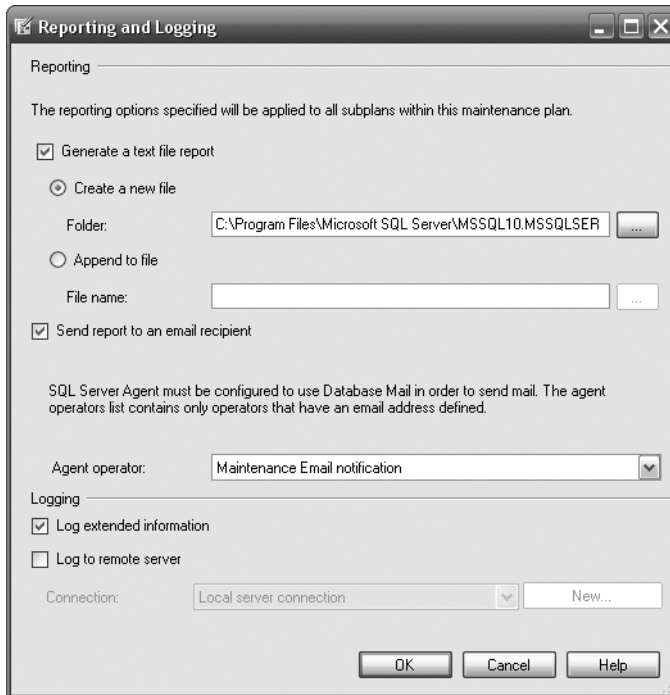 Reporting and Logging
Reporting
The reporting options specified will be applied to all subplans within this maintenance plan.
Generate a text file report
Create a new file
Folder:
C:\Program Files\Microsoft SQL Server\MSSQL10.MSSQLSER
...
Append to file
File name:
...
Send report to an email recipient
SQL Server Agent must be configured to use Database Mail in order to send mail. The agent
operators list contains only operators that have an email address defined.
Agent operator:
Maintenance Email notification
Logging
Log extended information
Log to remote server
Connection:
Local server connection
New...
OK
Cancel
Help